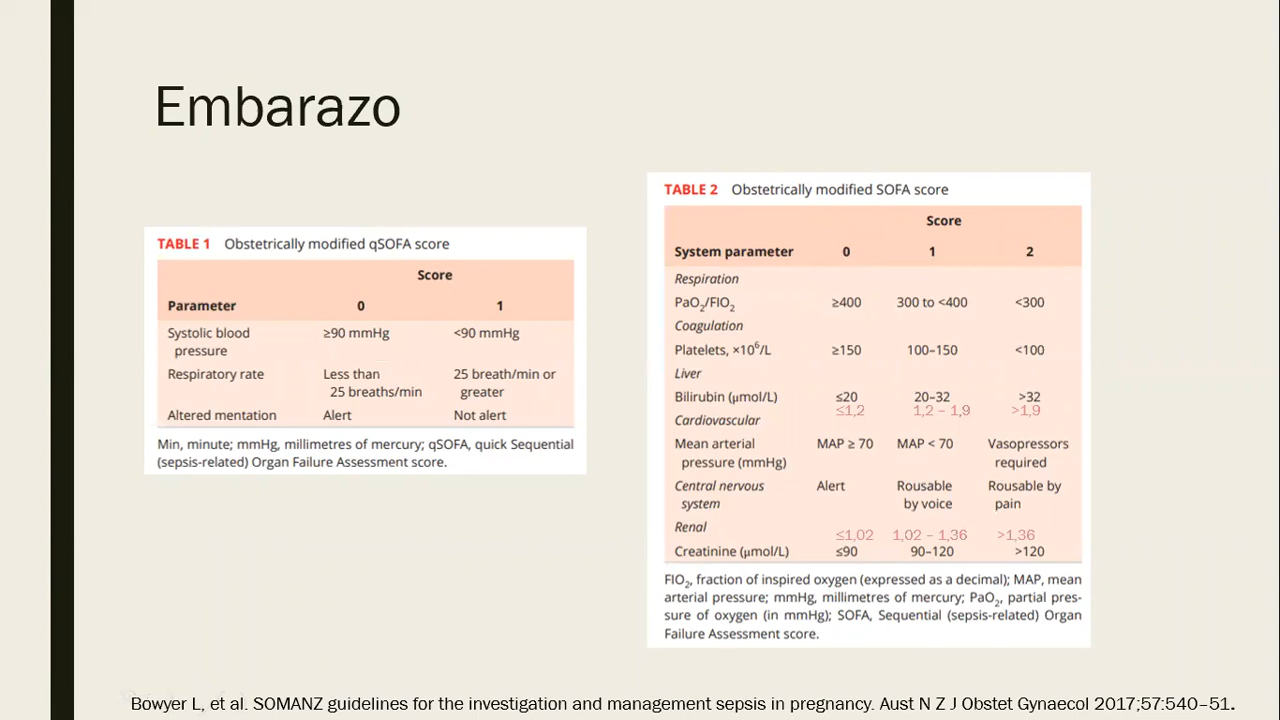 Embarazo
TABLE 1 Obstetrically modified qSOFA score
Score
Parameter 0 1
Systolic blood pressure ≥90 mmHg <90 mmHg
Respiratory rate Less than 25 breaths/min 25 breath/min or greater
Altered mentation Alert Not alert
Min, minute; mmHg, millimetres of mercury; qSOFA, quick Sequential
(sepsis-related) Organ Failure Assessment score.
TABLE 2 Obstetrically modified SOFA score
Score
System parameter 0 1 2
Respiration
PaO2/FIO2 ≥400 300 to <400 <300
Coagulation
Platelets, ×10⁶/L ≥150 100–150 <100
Liver
Bilirubin (μmol/L) ≤20 20–32 >32
≤1,2 1,2 – 1,9 >1,9
Cardiovascular
Mean arterial pressure (mmHg) MAP ≥ 70 MAP < 70 Vasopressors required
Central nervous system Alert Rousable by voice Rousable by pain
Renal
≤1,02 1,02 – 1,36 >1,36
Creatinine (μmol/L) ≤90 90–120 >120
FIO2, fraction of inspired oxygen (expressed as a decimal); MAP, mean
arterial pressure; mmHg, millimetres of mercury; PaO2, partial pres-
sure of oxygen (in mmHg); SOFA, Sequential (sepsis-related) Organ
Failure Assessment score.
Bowyer L, et al. SOMANZ guidelines for the investigation and management sepsis in pregnancy. Aust N Z J Obstet Gynaecol 2017;57:540–51.